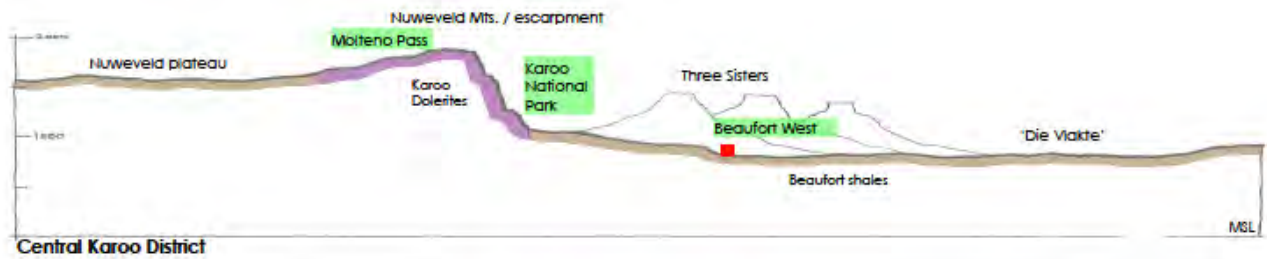 Nuweveld Mts. / escarpment
Molteno Pass
Nuweveld plateau
Karoo
Dolerites
Karoo
National
Park
Three Sisters
Beaufort West
'Die Vlakte'
Beaufort shales
MSL
Central Karoo District